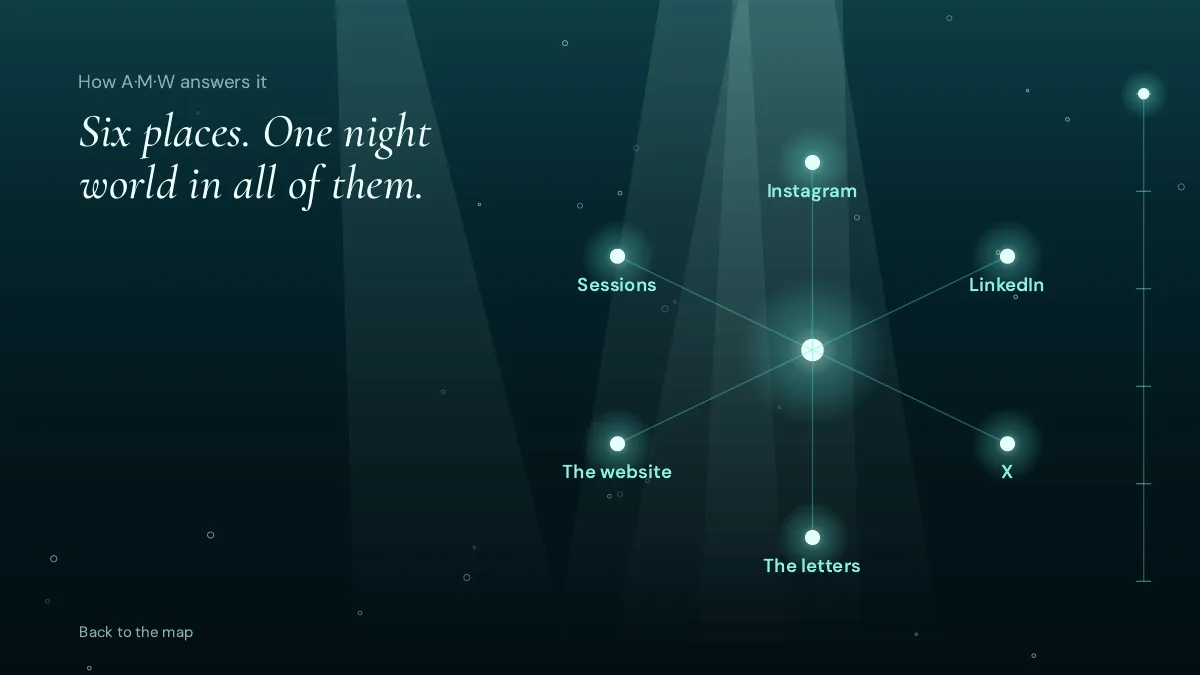 How A·M·W answers it
Six places. One night
world in all of them.
Instagram
Sessions
LinkedIn
The website
X
The letters
Back to the map